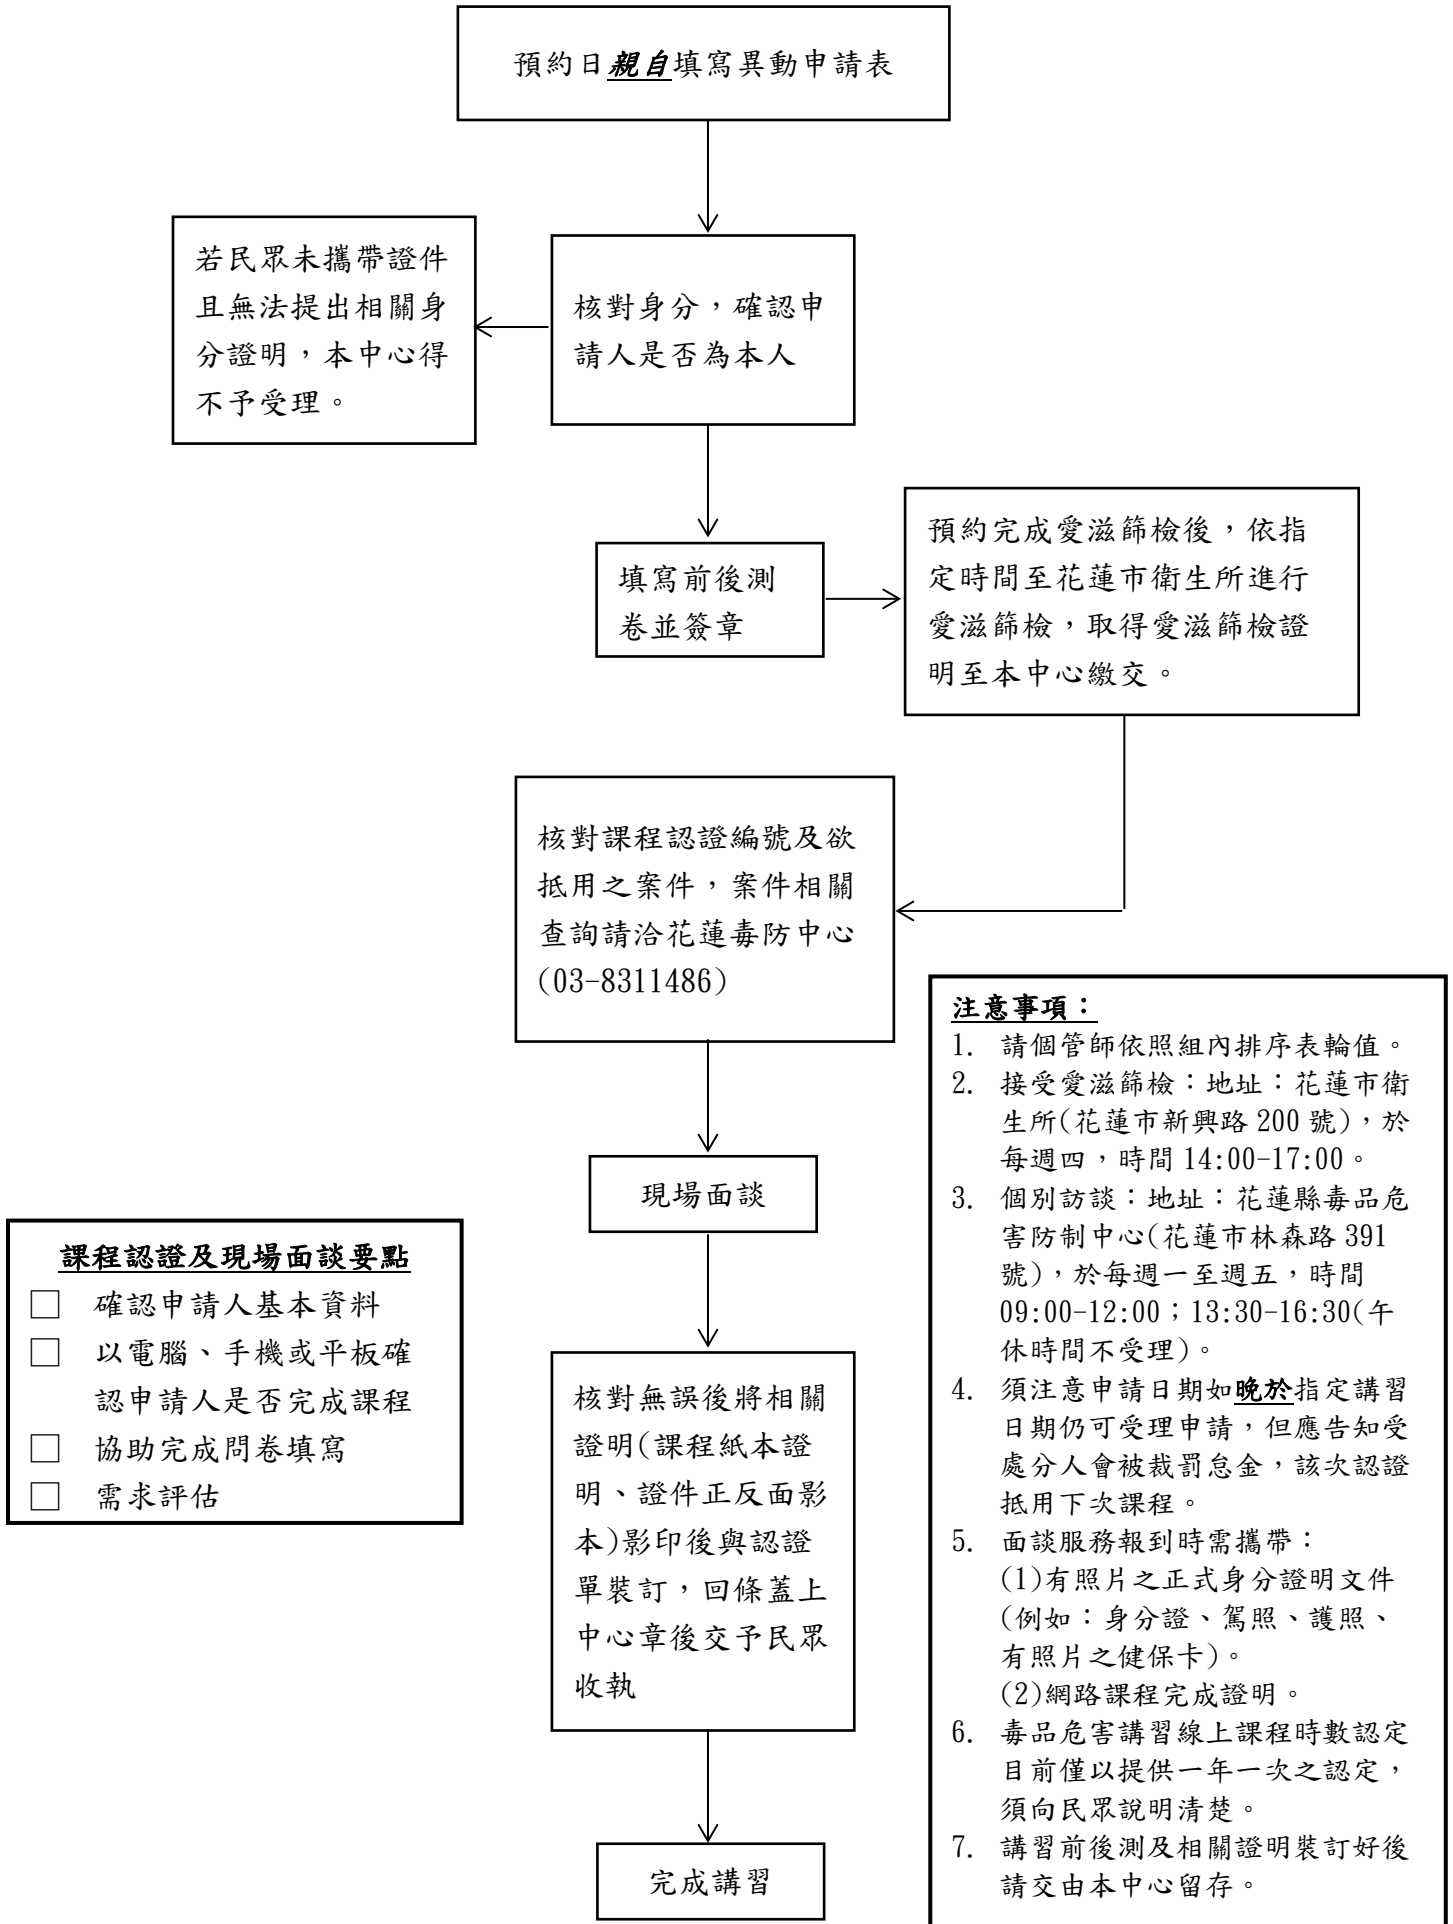 預約日親自填寫異動申請表
若民眾未攜帶證件
且無法提出相關身
分證明，本中心得
不予受理。
核對身分，確認申
請人是否為本人
填寫前後測
卷並簽章
預約完成愛滋篩檢後，依指
定時間至花蓮市衛生所進行
愛滋篩檢，取得愛滋篩檢證
明至本中心繳交。
核對課程認證編號及欲
抵用之案件，案件相關
查詢請洽花蓮毒防中心
(03-8311486)
現場面談
課程認證及現場面談要點
□ 確認申請人基本資料
□ 以電腦、手機或平板確
認申請人是否完成課程
□ 協助完成問卷填寫
□ 需求評估
核對無誤後將相關
證明(課程紙本證
明、證件正反面影
本)影印後與認證
單裝訂，回條蓋上
中心章後交予民眾
收執
完成講習
注意事項：
1. 請個管師依照組內排序表輪值。
2. 接受愛滋篩檢：地址：花蓮市衛
生所(花蓮市新興路 200 號)，於
每週四，時間 14:00-17:00。
3. 個別訪談：地址：花蓮縣毒品危
害防制中心(花蓮市林森路 391
號)，於每週一至週五，時間
09:00-12:00；13:30-16:30(午
休時間不受理)。
4. 須注意申請日期如晚於指定講習
日期仍可受理申請，但應告知受
處分人會被裁罰怠金，該次認證
抵用下次課程。
5. 面談服務報到時需攜帶：
(1)有照片之正式身分證明文件
(例如：身分證、駕照、護照、
有照片之健保卡)。
(2)網路課程完成證明。
6. 毒品危害講習線上課程時數認定
目前僅以提供一年一次之認定，
須向民眾說明清楚。
7. 講習前後測及相關證明裝訂好後
請交由本中心留存。